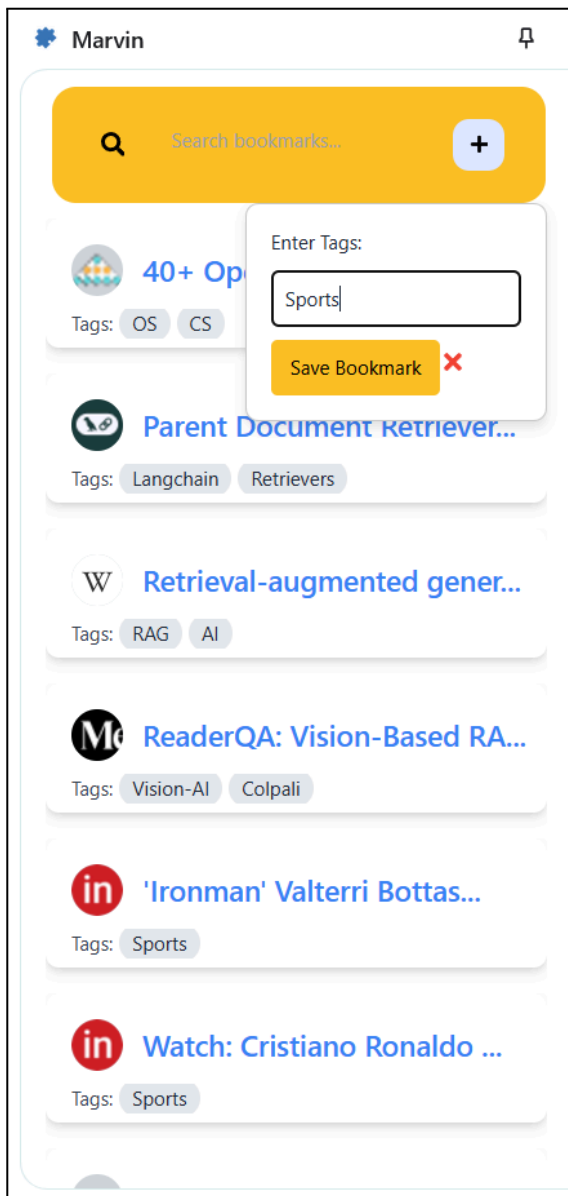 Marvin
Search bookmarks...
+
Enter Tags:
Sports
Save Bookmark
40+ Op
Tags: OS CS
Parent Document Retriever...
Tags: Langchain Retrievers
W Retrieval-augmented gener...
Tags: RAG AI
Me ReaderQA: Vision-Based RA...
Tags: Vision-AI Colpali
in 'Ironman' Valterri Bottas...
Tags: Sports
in Watch: Cristiano Ronaldo ...
Tags: Sports